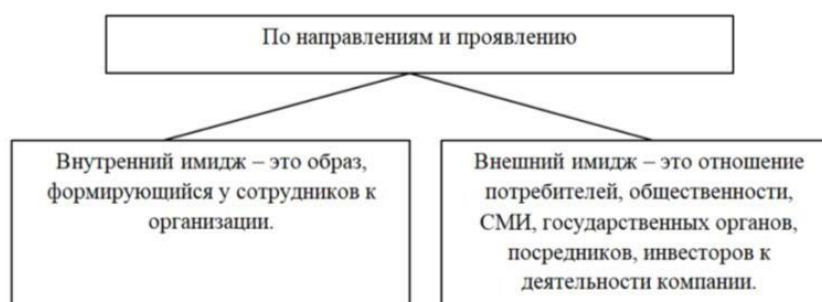 По направлениям и проявлению
Внутренний имидж – это образ,
формирующийся у сотрудников к
организации.
Внешний имидж – это отношение
потребителей, общественности,
СМИ, государственных органов,
посредников, инвесторов к
деятельности компании.